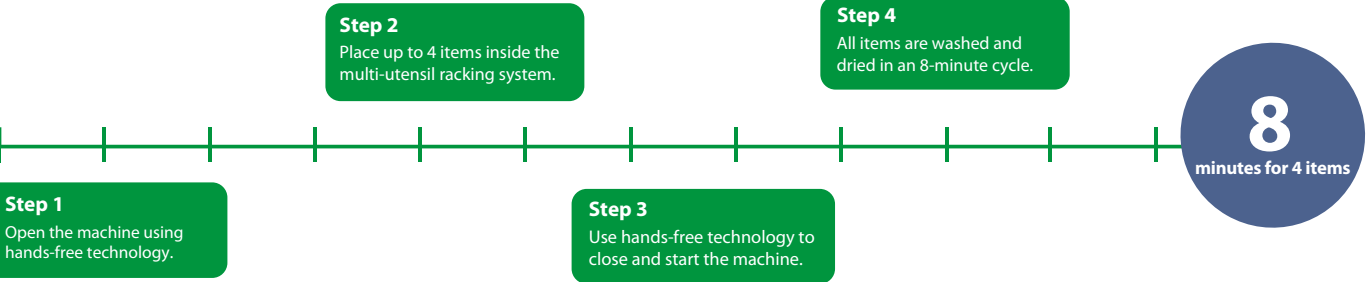 Step 1
Open the machine using
hands-free technology.
Step 2
Place up to 4 items inside the
multi-utensil racking system.
Step 3
Use hands-free technology to
close and start the machine.
Step 4
All items are washed and
dried in an 8-minute cycle.
8
minutes for 4 items